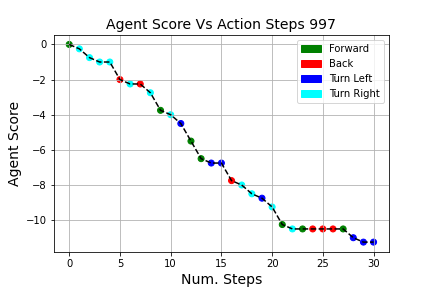 Agent Score Vs Action Steps 997
Forward
Back
Turn Left
Turn Right
Agent Score
0
−2
−4
−6
−8
−10
0 5 10 15 20 25 30
Num. Steps